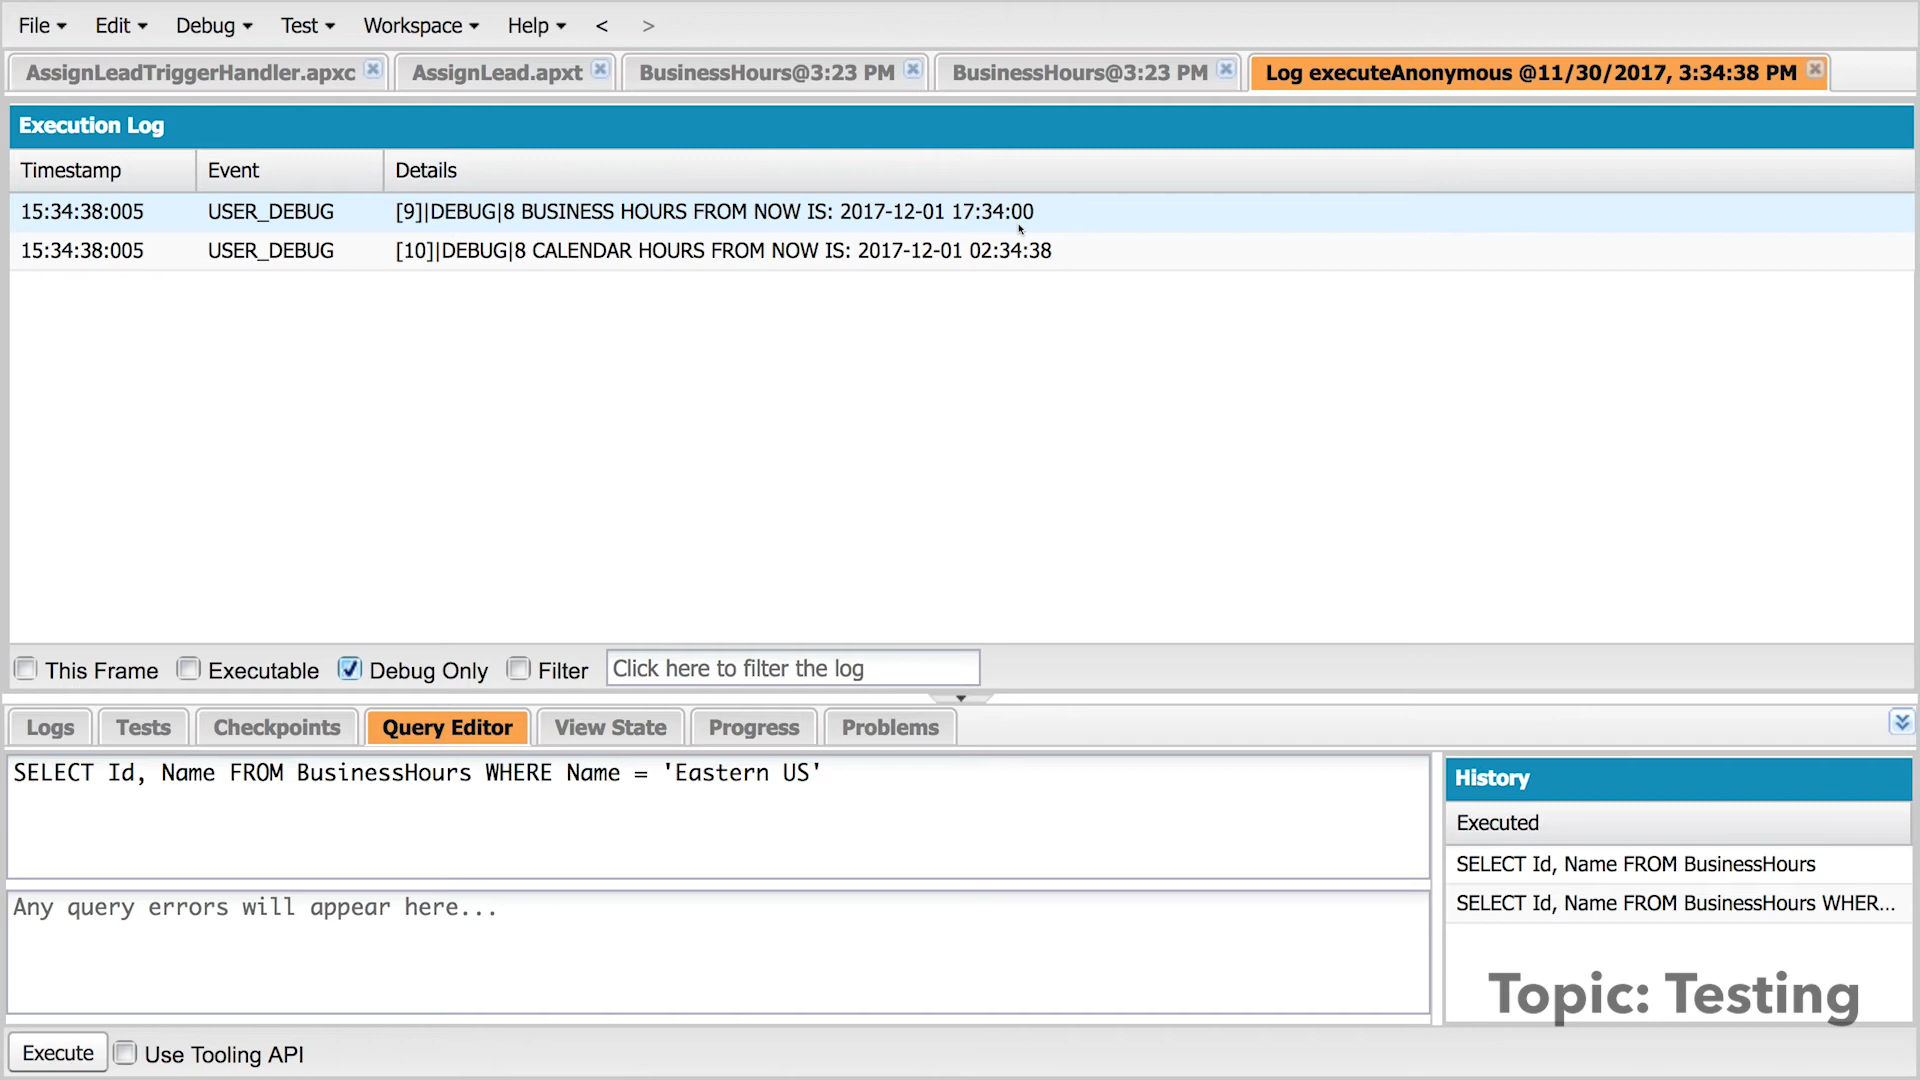 File Edit Debug Test Workspace Help < >
AssignLeadTriggerHandler.apxc AssignLead.apxt BusinessHours@3:23 PM BusinessHours@3:23 PM Log executeAnonymous @11/30/2017, 3:34:38 PM
Execution Log
Timestamp Event Details
15:34:38:005 USER_DEBUG [9]|DEBUG|8 BUSINESS HOURS FROM NOW IS: 2017-12-01 17:34:00
15:34:38:005 USER_DEBUG [10]|DEBUG|8 CALENDAR HOURS FROM NOW IS: 2017-12-01 02:34:38
This Frame Executable Debug Only Filter Click here to filter the log
Logs Tests Checkpoints Query Editor View State Progress Problems
SELECT Id, Name FROM BusinessHours WHERE Name = 'Eastern US'
Any query errors will appear here...
History
Executed
SELECT Id, Name FROM BusinessHours
SELECT Id, Name FROM BusinessHours WHER...
Topic: Testing
Execute Use Tooling API